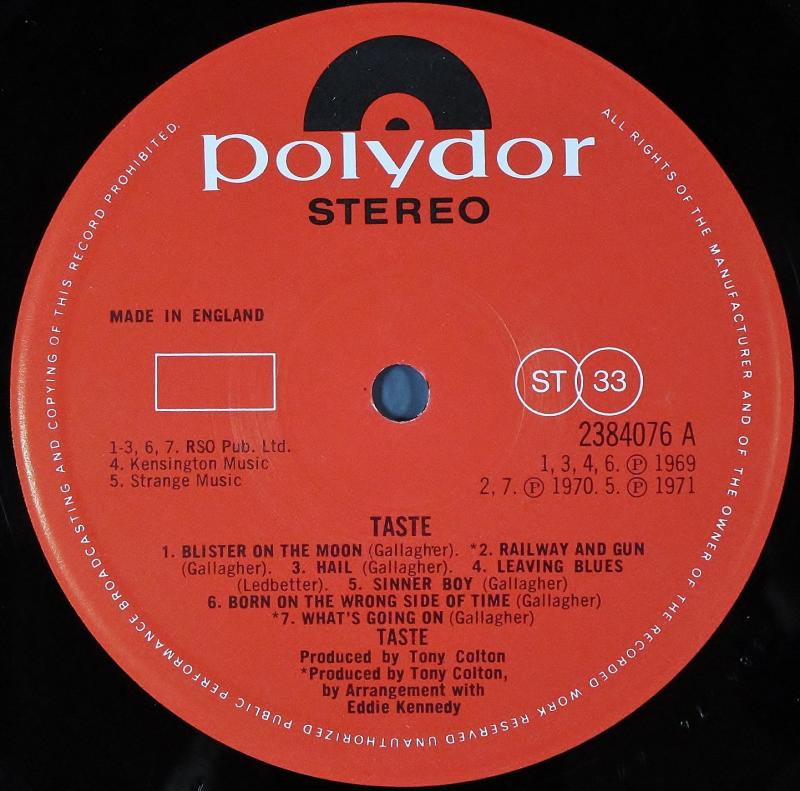 polydor
STEREO
ALL RIGHTS OF THE MANUFACTURER AND OF THE OWNER OF THE RECORDED WORK RESERVED UNAUTHORIZED PUBLIC PERFORMANCE BROADCASTING AND COPYING OF THIS RECORD PROHIBITED.
MADE IN ENGLAND
ST 33
2384076 A
1-3, 6, 7. RSO Pub. Ltd.
4. Kensington Music
5. Strange Music
1, 3, 4, 6. Ⓟ 1969
2, 7. Ⓟ 1970. 5. Ⓟ 1971
TASTE
1. BLISTER ON THE MOON (Gallagher). *2. RAILWAY AND GUN
(Gallagher). 3. HAIL (Gallagher). 4. LEAVING BLUES
(Ledbetter). 5. SINNER BOY (Gallagher)
6. BORN ON THE WRONG SIDE OF TIME (Gallagher)
*7. WHAT'S GOING ON (Gallagher)
TASTE
Produced by Tony Colton
*Produced by Tony Colton,
by Arrangement with
Eddie Kennedy